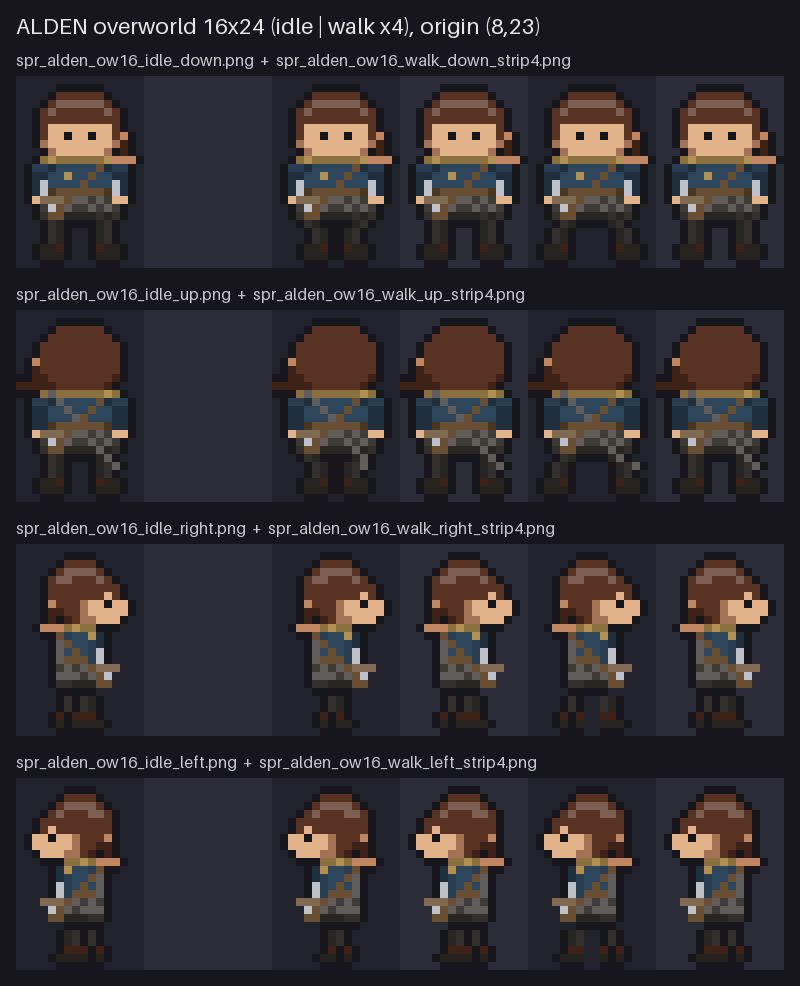 ALDEN overworld 16x24 (idle | walk x4), origin (8,23)
spr_alden_ow16_idle_down.png + spr_alden_ow16_walk_down_strip4.png
spr_alden_ow16_idle_up.png + spr_alden_ow16_walk_up_strip4.png
spr_alden_ow16_idle_right.png + spr_alden_ow16_walk_right_strip4.png
spr_alden_ow16_idle_left.png + spr_alden_ow16_walk_left_strip4.png